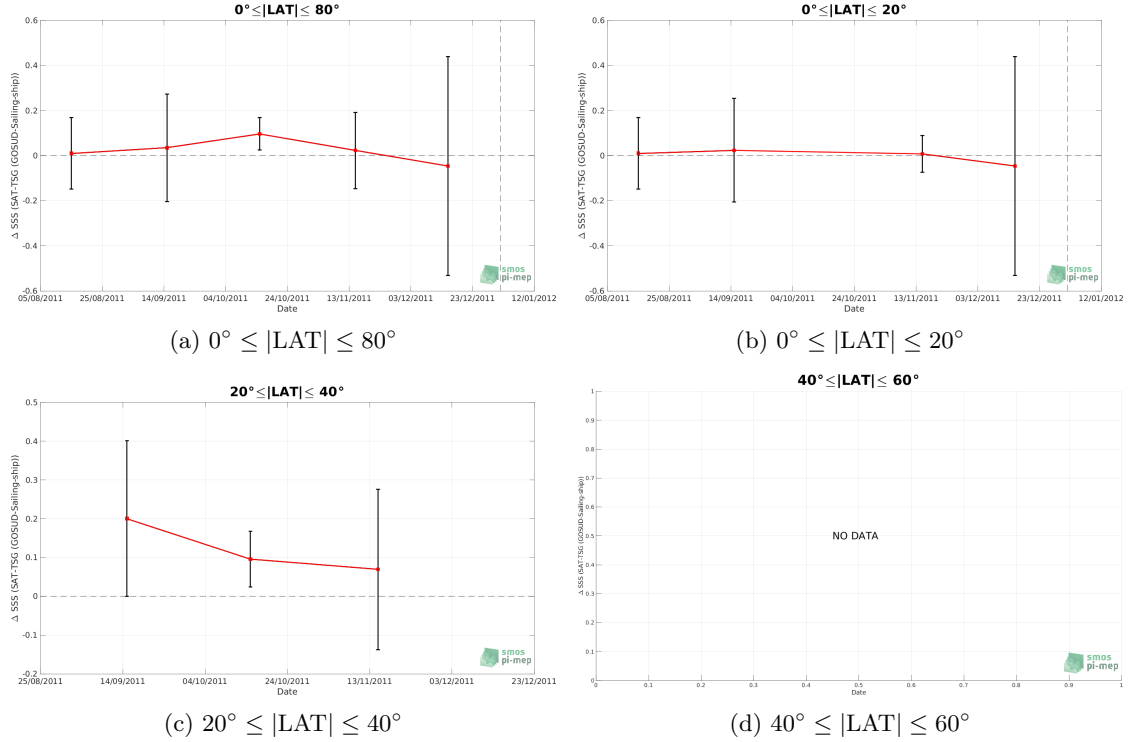 0°≤|LAT|≤ 80°
0.6
0.4
0.2
0
-0.2
-0.4
-0.6
Δ SSS (SAT-TSG (GOSUD-Sailing-ship))
05/08/2011 25/08/2011 14/09/2011 04/10/2011 24/10/2011 13/11/2011 03/12/2011 23/12/2011 12/01/2012
Date
smos
pi-mep
(a) 0° ≤ |LAT| ≤ 80°
0°≤|LAT|≤ 20°
0.6
0.4
0.2
0
-0.2
-0.4
-0.6
Δ SSS (SAT-TSG (GOSUD-Sailing-ship))
05/08/2011 25/08/2011 14/09/2011 04/10/2011 24/10/2011 13/11/2011 03/12/2011 23/12/2011 12/01/2012
Date
smos
pi-mep
(b) 0° ≤ |LAT| ≤ 20°
20°≤|LAT|≤ 40°
0.5
0.4
0.3
0.2
0.1
0
-0.1
-0.2
Δ SSS (SAT-TSG (GOSUD-Sailing-ship))
25/08/2011 14/09/2011 04/10/2011 24/10/2011 13/11/2011 03/12/2011 23/12/2011
Date
smos
pi-mep
(c) 20° ≤ |LAT| ≤ 40°
40°≤|LAT|≤ 60°
1
0.9
0.8
0.7
0.6
0.5
0.4
0.3
0.2
0.1
0
Δ SSS (SAT-TSG (GOSUD-Sailing-ship))
NO DATA
0 0.1 0.2 0.3 0.4 0.5 0.6 0.7 0.8 0.9 1
Date
smos
pi-mep
(d) 40° ≤ |LAT| ≤ 60°